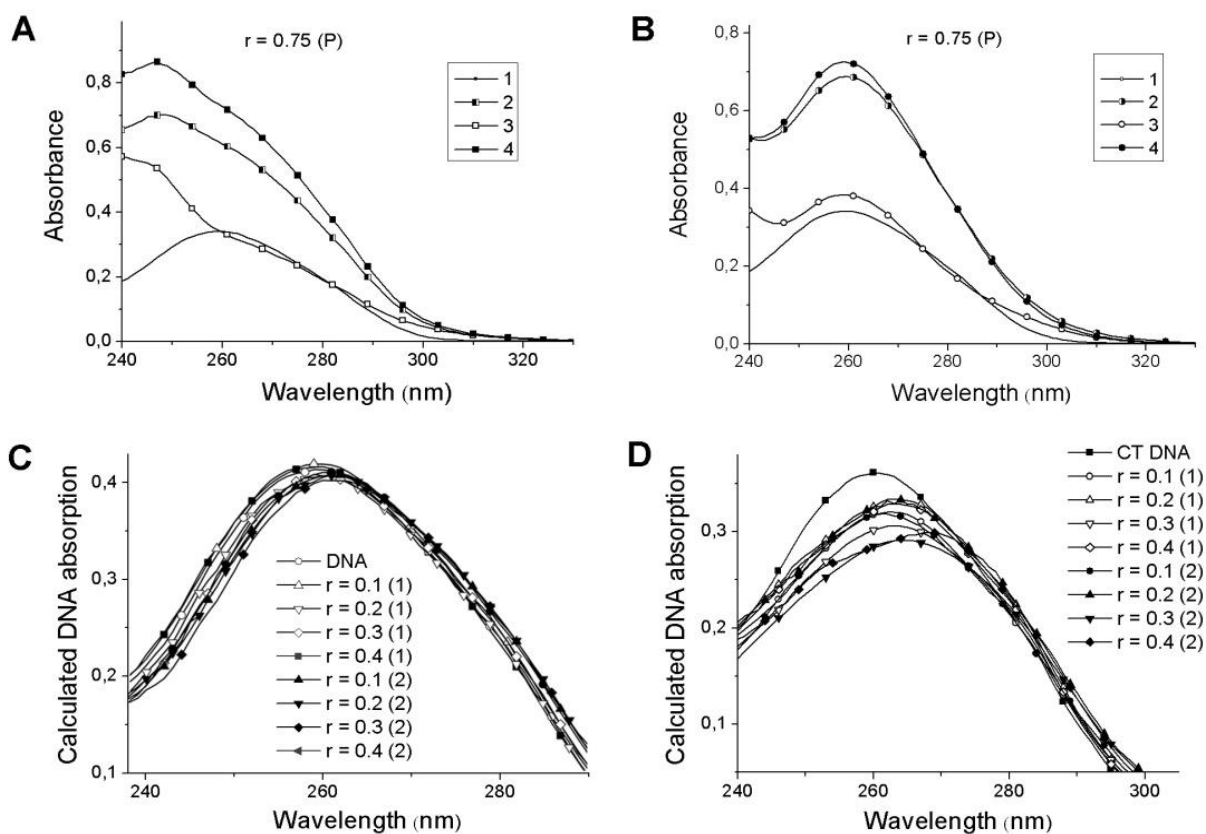 A
r = 0.75 (P)
1
2
3
4
0,8
0,6
0,4
0,2
0,0
Absorbance
240
260
280
300
320
Wavelength (nm)
B
r = 0.75 (P)
1
2
3
4
0,8
0,6
0,4
0,2
0,0
Absorbance
240
260
280
300
320
Wavelength (nm)
C
0,4
0,3
0,2
0,1
Calculated DNA absorption
DNA
r = 0.1 (1)
r = 0.2 (1)
r = 0.3 (1)
r = 0.4 (1)
r = 0.1 (2)
r = 0.2 (2)
r = 0.3 (2)
r = 0.4 (2)
240
260
280
Wavelength (nm)
D
0,3
0,2
0,1
Calculated DNA absorption
CT DNA
r = 0.1 (1)
r = 0.2 (1)
r = 0.3 (1)
r = 0.4 (1)
r = 0.1 (2)
r = 0.2 (2)
r = 0.3 (2)
r = 0.4 (2)
240
260
280
300
Wavelength (nm)